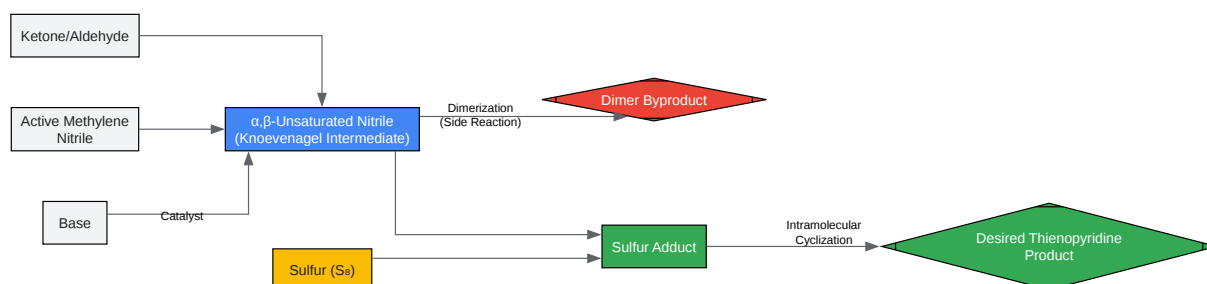 Ketone/Aldehyde
Active Methylene
Nitrile
Base
Catalyst
α,β-Unsaturated Nitrile
(Knoevenagel Intermediate)
Dimerization
(Side Reaction)
Dimer Byproduct
Sulfur (S₈)
Sulfur Adduct
Intramolecular
Cyclization
Desired Thienopyridine
Product